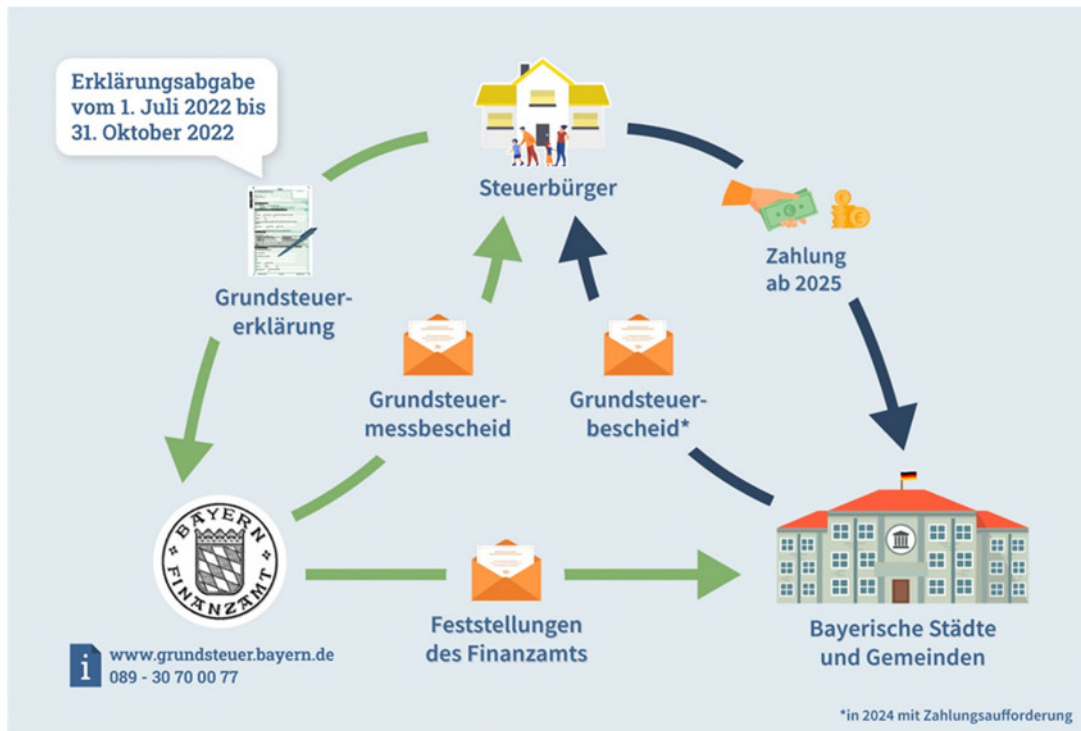 Erklärungsabgabe
vom 1. Juli 2022 bis
31. Oktober 2022
Steuerbürger
Zahlung
ab 2025
Grundsteuer-
erklärung
Grundsteuer-
messbescheid
Grundsteuer-
bescheid*
BAYERN
FINANZAMT
Feststellungen
des Finanzamts
Bayerische Städte
und Gemeinden
i
www.grundsteuer.bayern.de
089 - 30 70 00 77
*in 2024 mit Zahlungsaufforderung